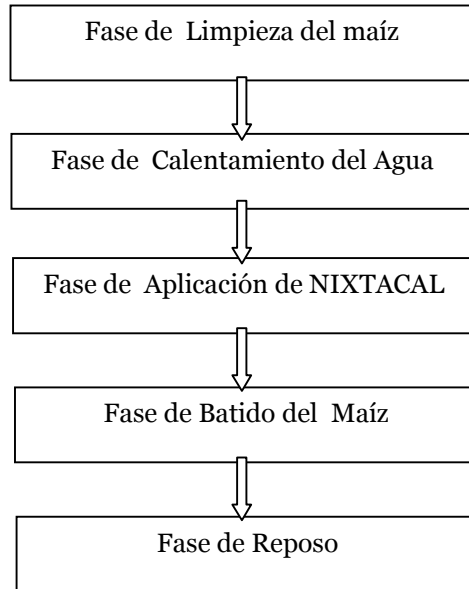 Fase de  Limpieza del maíz
Fase de  Calentamiento del Agua
Fase de  Aplicación de NIXTACAL
Fase de Batido del  Maíz
Fase de Reposo